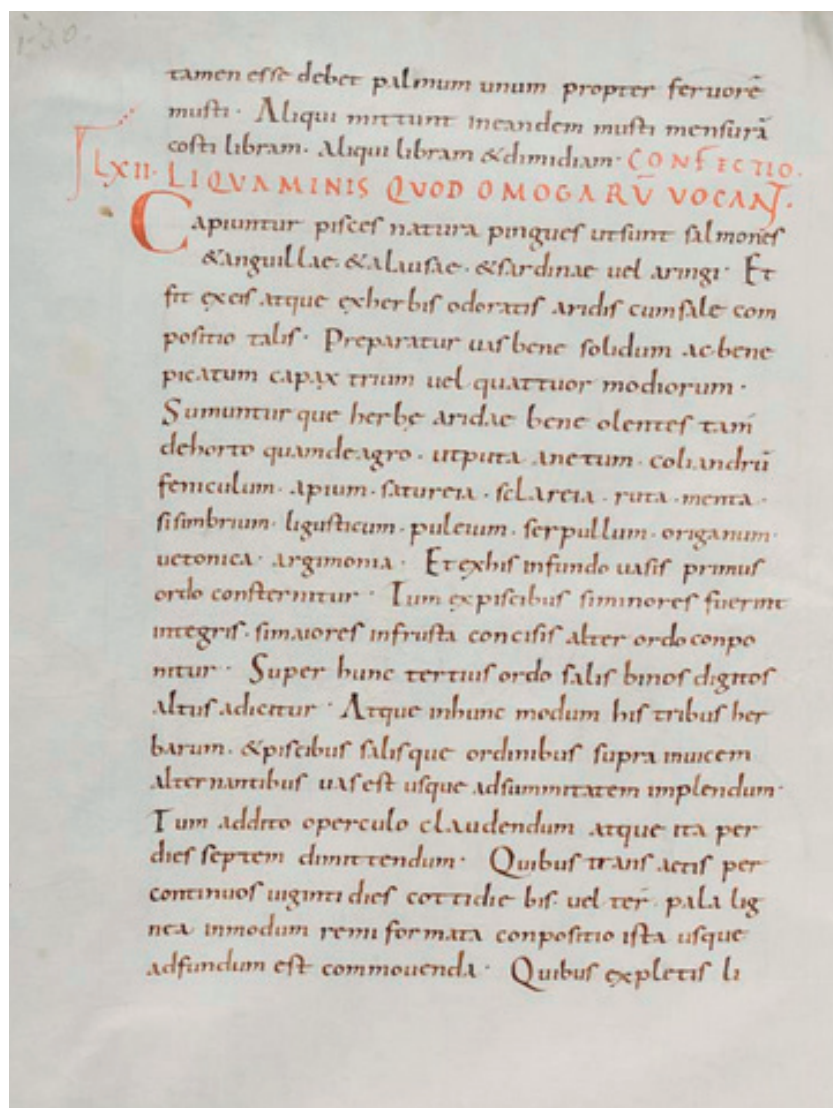 tamen esse debet palmum unum propter feruorē
musti · Aliqui mittunt ineandem musti mensurā
costi libram · aliqui libram &dimidiam · CONFECTIO ·
LXII · LIQVAMINIS QUOD OMOGARŪ VOCANT ·
Capiuntur pisces natura pingues utsunt salmones
&anguillae · &alausae · &sardinae uel aringi · Et
fit ęxeis atque exherbis odoratis aridis cumsale com
positio talis · Preparatur uas bene solidum ac bene
picatum capax trium uel quattuor modiorum ·
Sumuntur que herbę aridae bene olentes tam
dehorto quamdeagro · utputa anetum · coliandrū
feniculum · apium · satureia · sclareia · ruta · menta ·
sisimbrium · ligusticum · puleium · serpullum · origanum ·
uetonica · argimonia · Et exhis infundo uasis primus
ordo consternitur · Tum expiscibus siminores fuerint
integris · simaiores infrusta concisis alter ordo conpo
nitur · Super hunc tertius ordo salis binos digitos
altus adicitur · Atque inhunc modum his tribus her
barum · &piscibus salisque ordinibus supra inuicem
alternantibus uas est usque adsummitatem implendum ·
Tum addito operculo claudendum atque ita per
dies septem dimittendum · Quibus transactis per
continuos uiginti dies cottidie bis · uel ter · pala lig
nea inmodum remi formata conpositio ista usque
adfundum est commouenda · Quibus expletis li